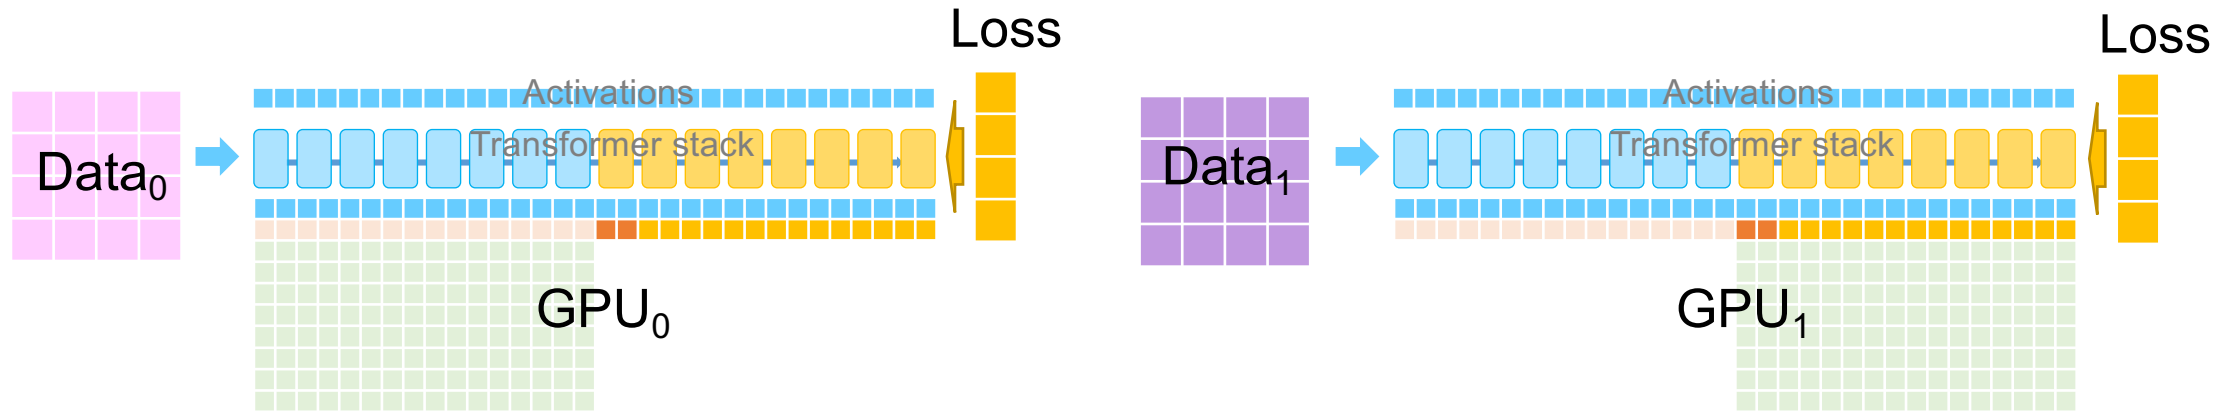 Loss
Activations
Transformer stack
Data0
GPU0
Loss
Activations
Transformer stack
Data1
GPU1